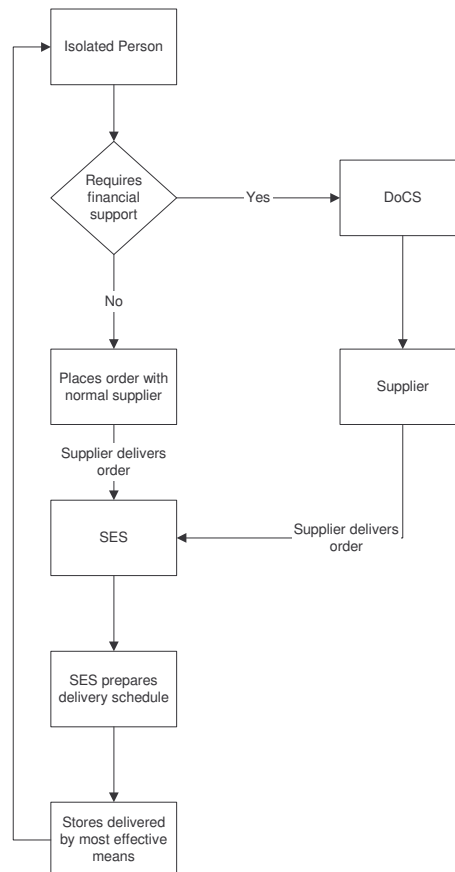 Isolated Person
Requires
financial
support
Yes
DoCS
No
Places order with
normal supplier
Supplier
Supplier delivers
order
SES
Supplier delivers
order
SES prepares
delivery schedule
Stores delivered
by most effective
means